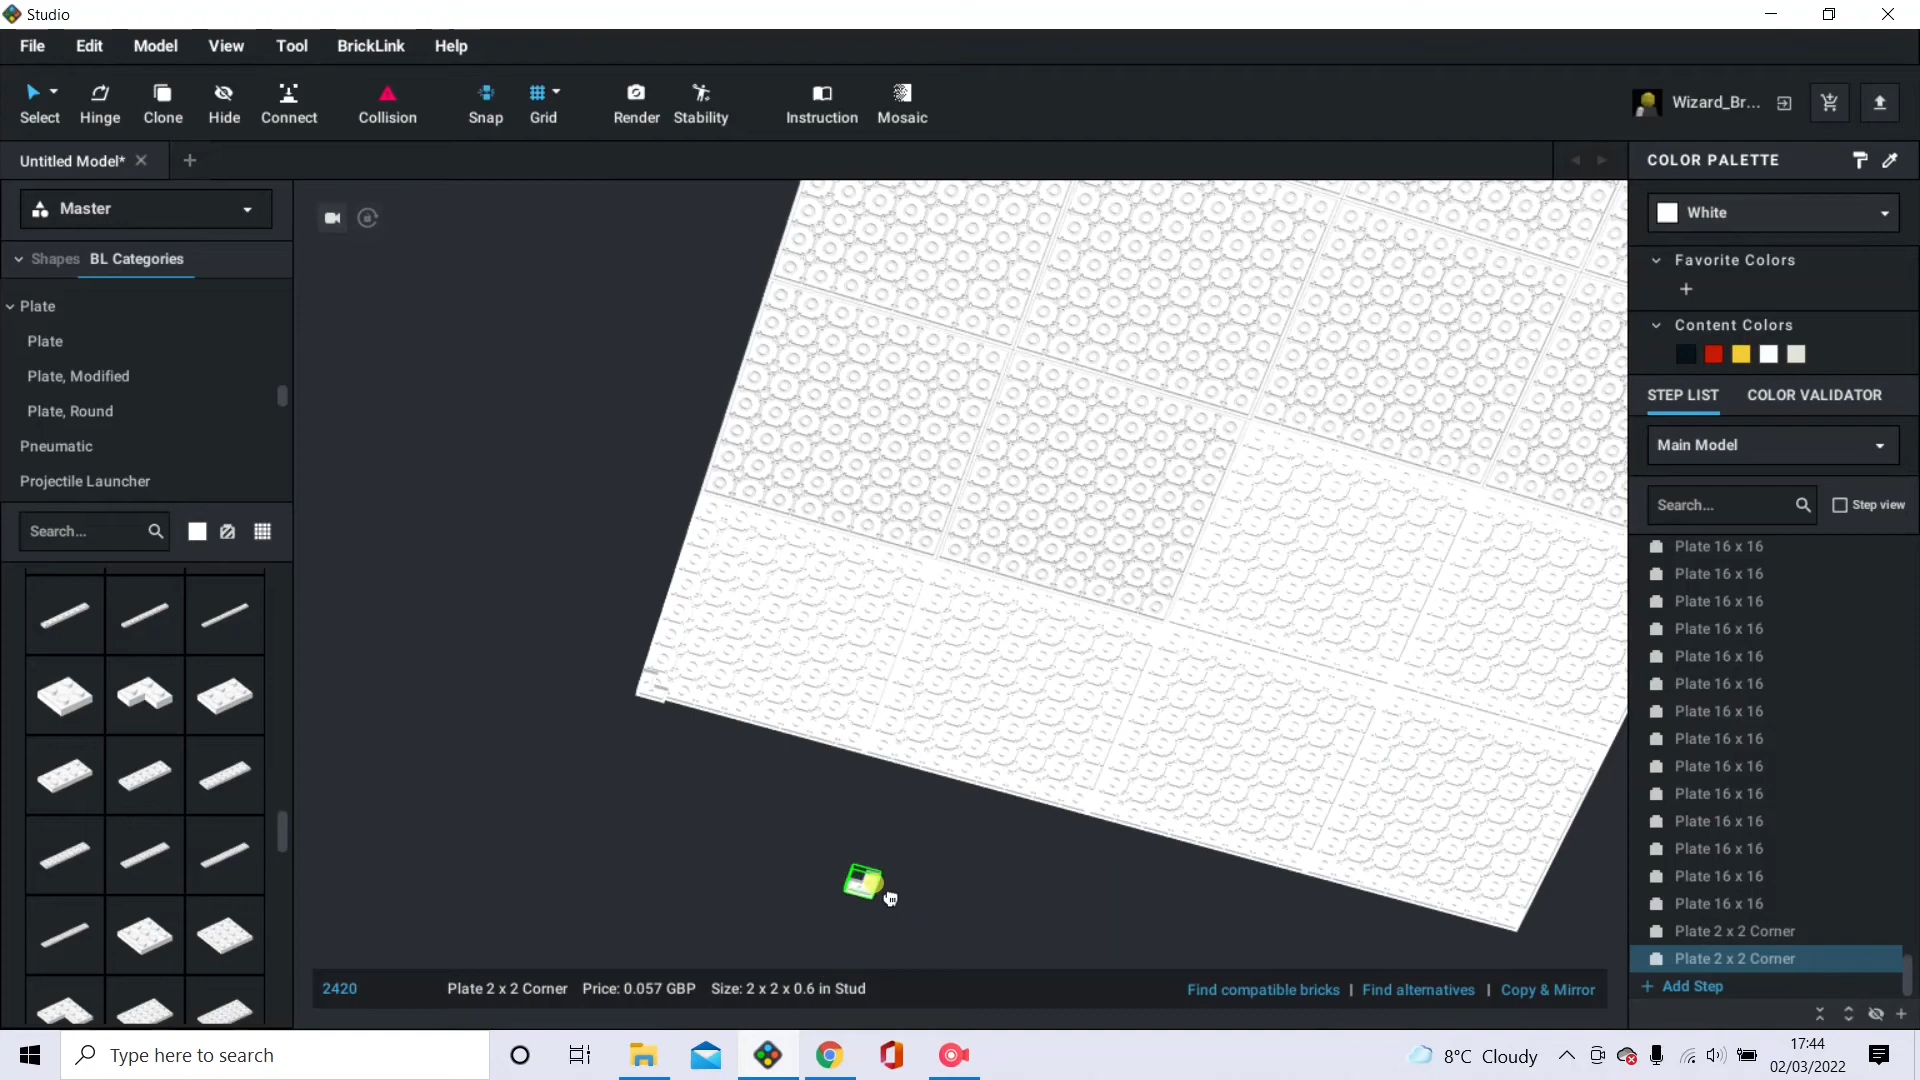 Studio
File Edit Model View Tool BrickLink Help
Select Hinge Clone Hide Connect Collision Snap Grid Render Stability Instruction Mosaic
Wizard_Br...
Untitled Model*
Master
Shapes BL Categories
Plate
Plate
Plate, Modified
Plate, Round
Pneumatic
Projectile Launcher
Search...
2420 Plate 2 x 2 Corner Price: 0.057 GBP Size: 2 x 2 x 0.6 in Stud Find compatible bricks | Find alternatives | Copy & Mirror
COLOR PALETTE
White
Favorite Colors
Content Colors
STEP LIST COLOR VALIDATOR
Main Model
Search... Step view
Plate 16 x 16
Plate 16 x 16
Plate 16 x 16
Plate 16 x 16
Plate 16 x 16
Plate 16 x 16
Plate 16 x 16
Plate 16 x 16
Plate 16 x 16
Plate 16 x 16
Plate 16 x 16
Plate 16 x 16
Plate 16 x 16
Plate 16 x 16
Plate 2 x 2 Corner
Plate 2 x 2 Corner
+ Add Step
Type here to search
8°C Cloudy
17:44
02/03/2022